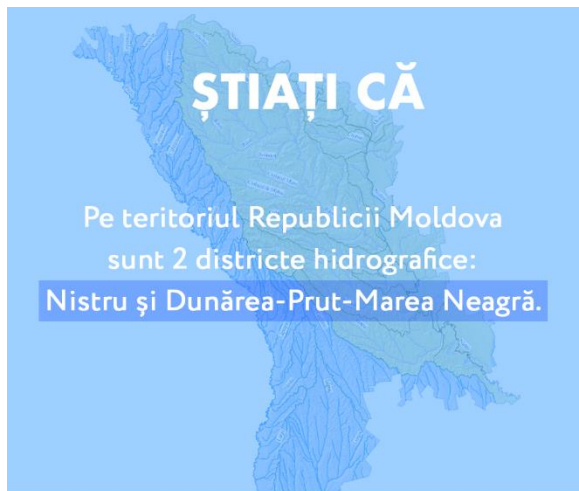 ȘTIAȚI CĂ
Pe teritoriul Republicii Moldova
sunt 2 districte hidrografice:
Nistru și Dunărea-Prut-Marea Neagră.